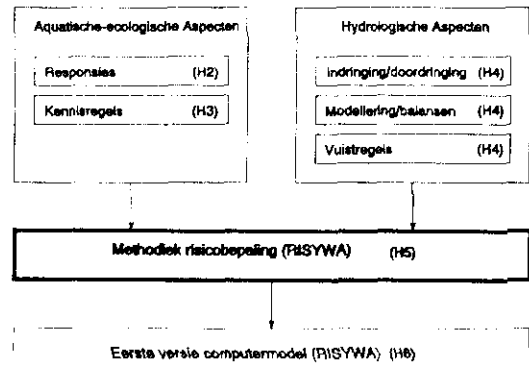 Aquatische-ecologische Aspecten
Responsies (H2)
Kennisregels (H3)
Hydrologische Aspecten
Indringing/doordringing (H4)
Modellering/balansen (H4)
Vuistregels (H4)
Methodiek risicobepaling (RISYWA) (H5)
Eerste versie computermodel (RISYWA) (H6)